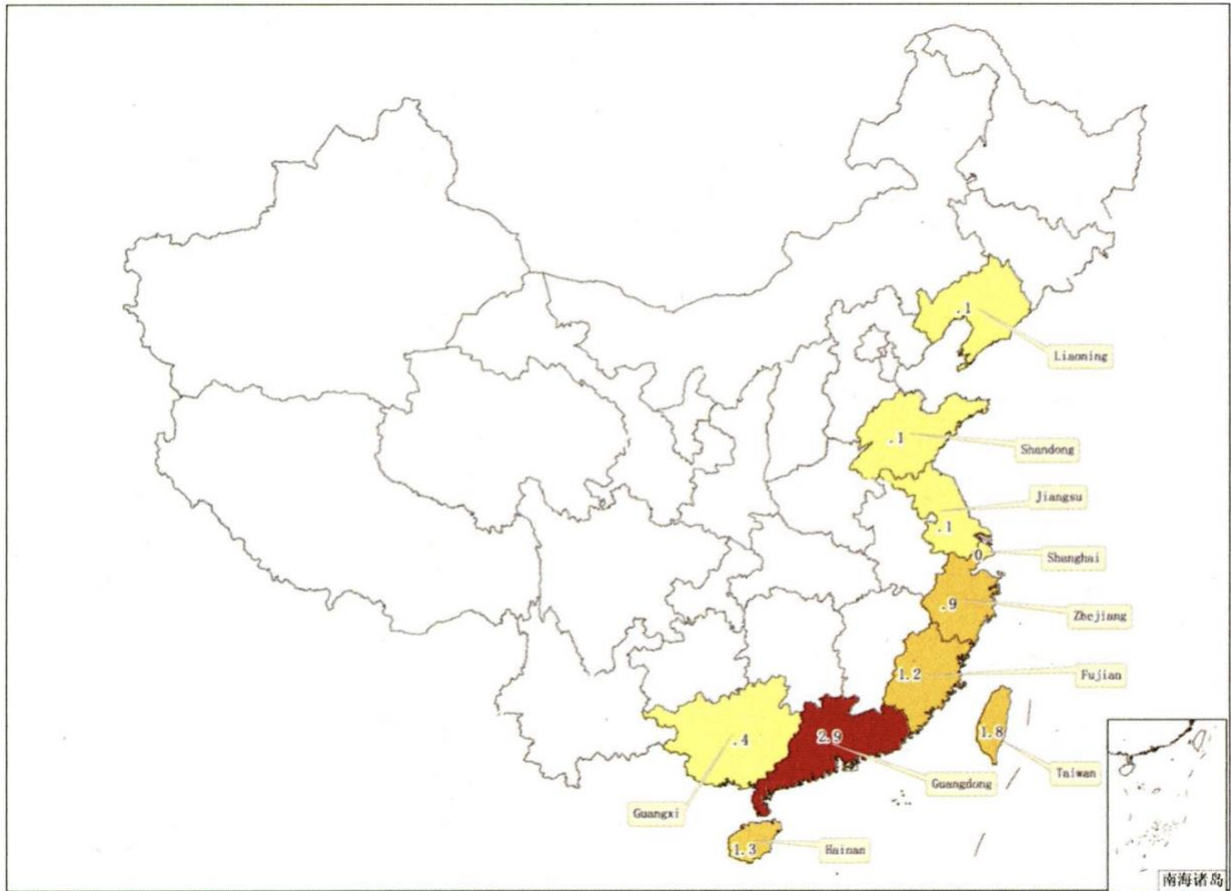 .1
Liaoning
.1
Shandong
Jiangsu
.1
0
Shanghai
.9
Zhejiang
1.2
Fujian
2.9
.4
1.8
Taiwan
Guangdong
Guangxi
1.3
Hainan
南海诸岛